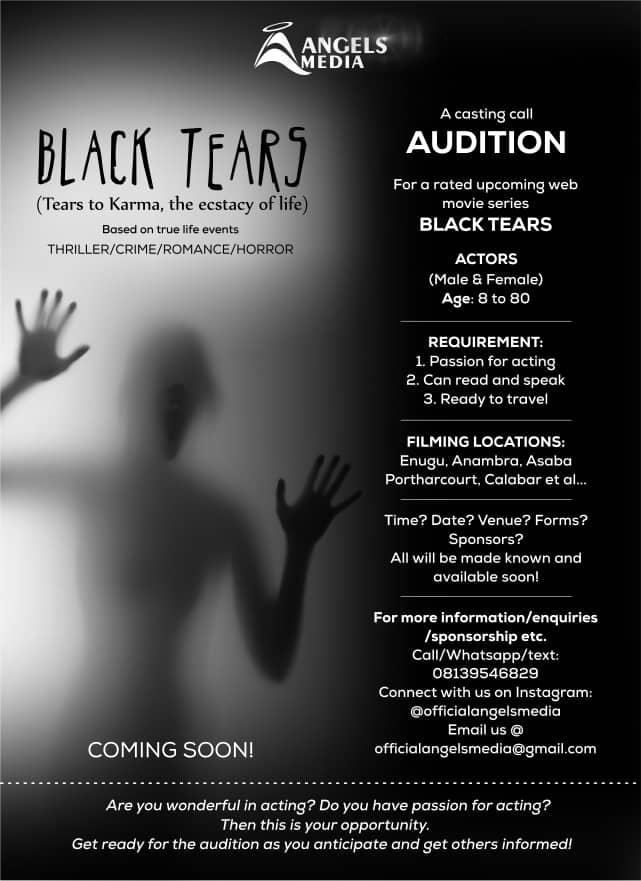 ANGELS
MEDIA
BLACK TEARS
(Tears to Karma, the ecstacy of life)
Based on true life events
THRILLER/CRIME/ROMANCE/HORROR
COMING SOON!
A casting call
AUDITION
For a rated upcoming web
movie series
BLACK TEARS
ACTORS
(Male & Female)
Age: 8 to 80
REQUIREMENT:
1. Passion for acting
2. Can read and speak
3. Ready to travel
FILMING LOCATIONS:
Enugu, Anambra, Asaba
Portharcourt, Calabar et al...
Time? Date? Venue? Forms?
Sponsors?
All will be made known and
available soon!
For more information/enquiries
/sponsorship etc.
Call/Whatsapp/text:
08139546829
Connect with us on Instagram:
@officialangelsmedia
Email us @
officialangelsmedia@gmail.com
Are you wonderful in acting? Do you have passion for acting?
Then this is your opportunity.
Get ready for the audition as you anticipate and get others informed!